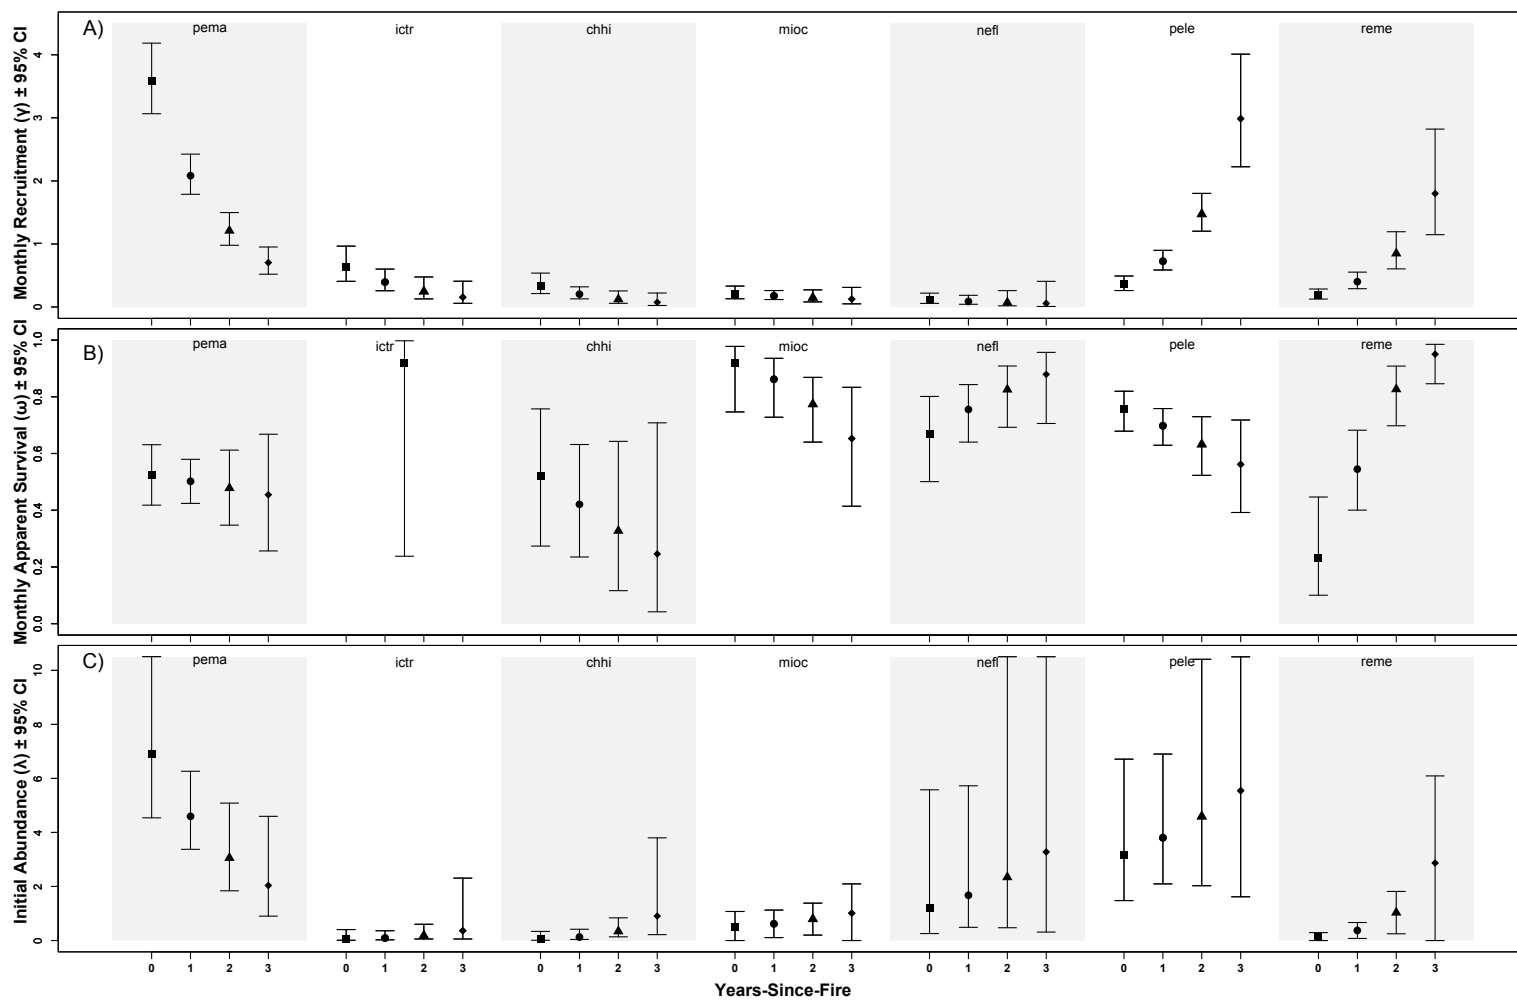 A)
pema ictr chhi mioc nefl pele reme
Monthly Recruitment (γ) ± 95% CI
4
3
2
1
0
B)
pema ictr chhi mioc nefl pele reme
Monthly Apparent Survival (ω) ± 95% CI
1.0
0.8
0.6
0.4
0.2
0.0
C)
pema ictr chhi mioc nefl pele reme
Initial Abundance (λ) ± 95% CI
10
8
6
4
2
0
0 1 2 3 0 1 2 3 0 1 2 3 0 1 2 3 0 1 2 3 0 1 2 3 0 1 2 3
Years-Since-Fire